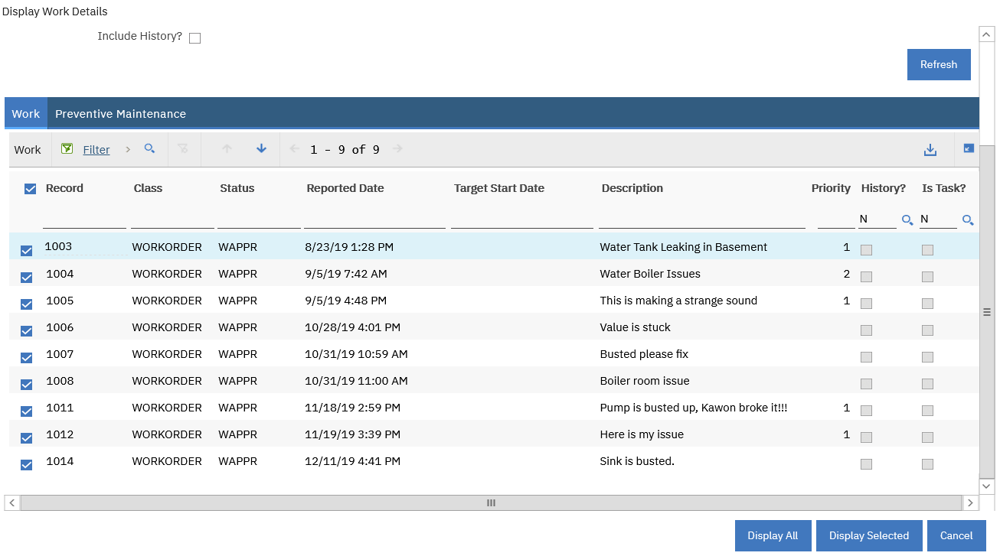 Display Work Details
Include History?
Refresh
Work Preventive Maintenance
Work Filter 1 - 9 of 9
Record Class Status Reported Date Target Start Date Description Priority History? Is Task?
N N
1003 WORKORDER WAPPR 8/23/19 1:28 PM Water Tank Leaking in Basement 1
1004 WORKORDER WAPPR 9/5/19 7:42 AM Water Boiler Issues 2
1005 WORKORDER WAPPR 9/5/19 4:48 PM This is making a strange sound 1
1006 WORKORDER WAPPR 10/28/19 4:01 PM Value is stuck
1007 WORKORDER WAPPR 10/31/19 10:59 AM Busted please fix
1008 WORKORDER WAPPR 10/31/19 11:00 AM Boiler room issue
1011 WORKORDER WAPPR 11/18/19 2:59 PM Pump is busted up, Kawon broke it!!! 1
1012 WORKORDER WAPPR 11/19/19 3:39 PM Here is my issue 1
1014 WORKORDER WAPPR 12/11/19 4:41 PM Sink is busted.
Display All Display Selected Cancel